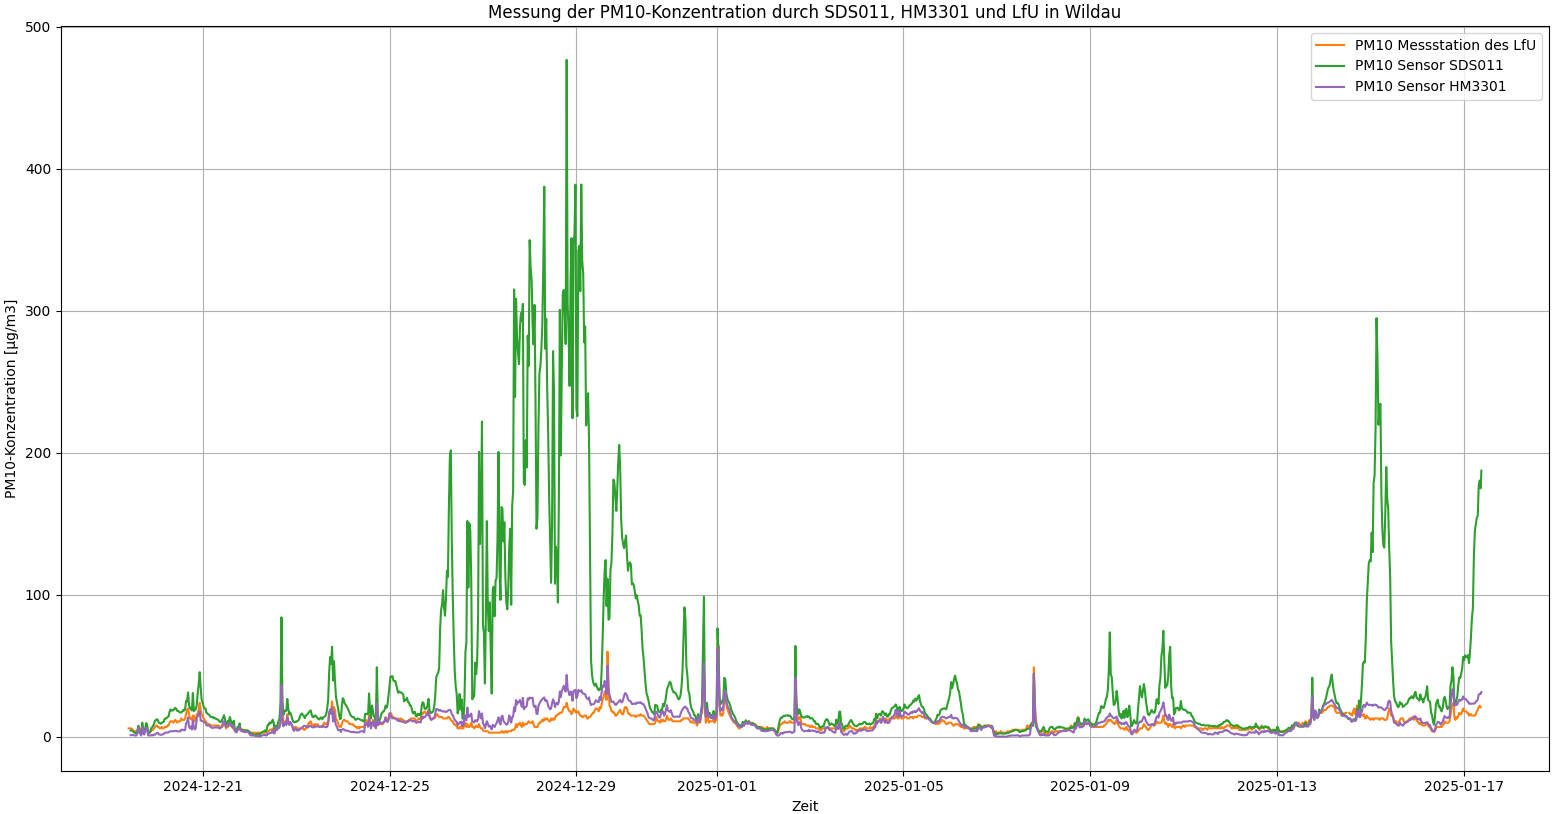 Messung der PM10-Konzentration durch SDS011, HM3301 und LfU in Wildau
PM10 Messstation des LfU
PM10 Sensor SDS011
PM10 Sensor HM3301
PM10-Konzentration [µg/m3]
500
400
300
200
100
0
2024-12-21
2024-12-25
2024-12-29
2025-01-01
2025-01-05
2025-01-09
2025-01-13
2025-01-17
Zeit